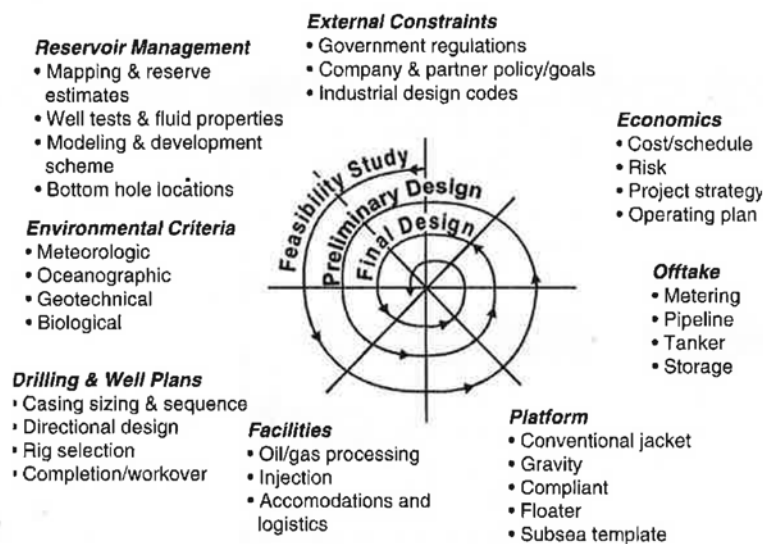 External Constraints
• Government regulations
• Company & partner policy/goals
• Industrial design codes
Reservoir Management
• Mapping & reserve
estimates
• Well tests & fluid properties
• Modeling & development
scheme
• Bottom hole locations
Economics
• Cost/schedule
• Risk
• Project strategy
• Operating plan
Feasibility Study
Preliminary Design
Final Design
Environmental Criteria
• Meteorologic
• Oceanographic
• Geotechnical
• Biological
Offtake
• Metering
• Pipeline
• Tanker
• Storage
Drilling & Well Plans
• Casing sizing & sequence
• Directional design
• Rig selection
• Completion/workover
Facilities
• Oil/gas processing
• Injection
• Accomodations and
logistics
Platform
• Conventional jacket
• Gravity
• Compliant
• Floater
• Subsea template